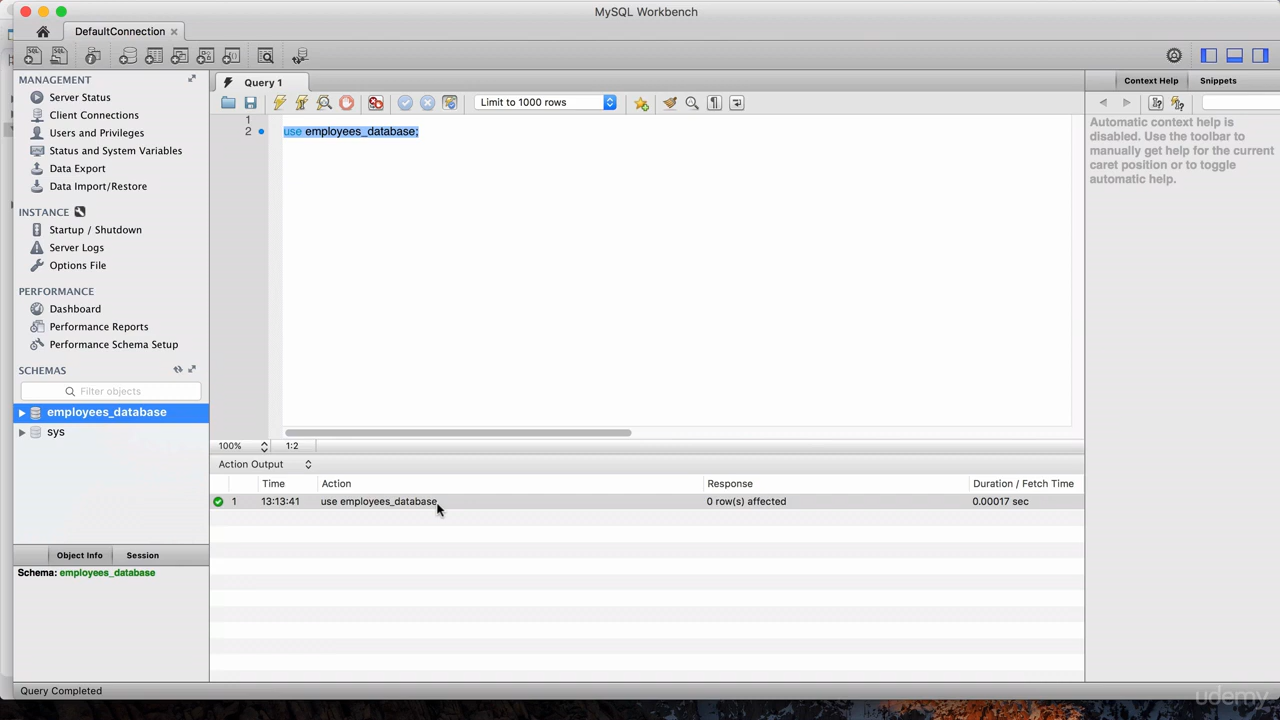 MySQL Workbench
DefaultConnection
MANAGEMENT
Server Status
Client Connections
Users and Privileges
Status and System Variables
Data Export
Data Import/Restore
INSTANCE
Startup / Shutdown
Server Logs
Options File
PERFORMANCE
Dashboard
Performance Reports
Performance Schema Setup
SCHEMAS
Filter objects
employees_database
sys
Object Info Session
Schema: employees_database
Query 1
Limit to 1000 rows
1
2 use employees_database;
100% 1:2
Action Output
Time Action Response Duration / Fetch Time
1 13:13:41 use employees_database 0 row(s) affected 0.00017 sec
Context Help Snippets
Automatic context help is
disabled. Use the toolbar to
manually get help for the current
caret position or to toggle
automatic help.
Query Completed
udemy